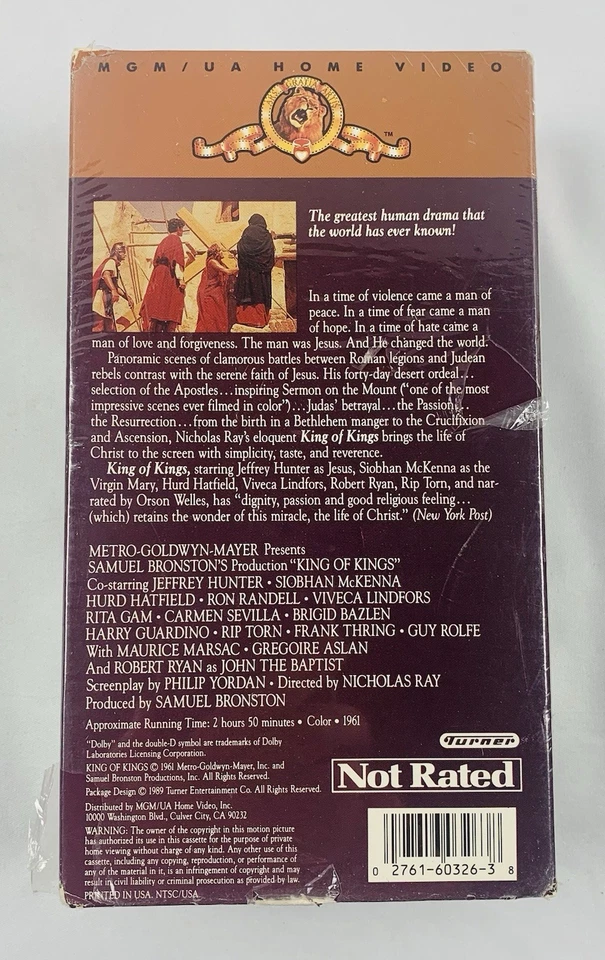 MGM/UA HOME VIDEO
ARS GRATIA ARTIS
TM
The greatest human drama that
the world has ever known!
In a time of violence came a man of
peace. In a time of fear came a man
of hope. In a time of hate came a
man of love and forgiveness. The man was Jesus. And He changed the world.
Panoramic scenes of clamorous battles between Roman legions and Judean
rebels contrast with the serene faith of Jesus. His forty-day desert ordeal...
selection of the Apostles...inspiring Sermon on the Mount (“one of the most
impressive scenes ever filmed in color”)...Judas’ betrayal...the Passion...
the Resurrection...from the birth in a Bethlehem manger to the Crucifixion
and Ascension, Nicholas Ray’s eloquent King of Kings brings the life of
Christ to the screen with simplicity, taste, and reverence.
King of Kings, starring Jeffrey Hunter as Jesus, Siobhan McKenna as the
Virgin Mary, Hurd Hatfield, Viveca Lindfors, Robert Ryan, Rip Torn, and nar-
rated by Orson Welles, has “dignity, passion and good religious feeling...
(which) retains the wonder of this miracle, the life of Christ.” (New York Post)
METRO-GOLDWYN-MAYER Presents
SAMUEL BRONSTON’S Production “KING OF KINGS”
Co-starring JEFFREY HUNTER • SIOBHAN McKENNA
HURD HATFIELD • RON RANDELL • VIVECA LINDFORS
RITA GAM • CARMEN SEVILLA • BRIGID BAZLEN
HARRY GUARDINO • RIP TORN • FRANK THRING • GUY ROLFE
With MAURICE MARSAC • GREGOIRE ASLAN
And ROBERT RYAN as JOHN THE BAPTIST
Screenplay by PHILIP YORDAN • Directed by NICHOLAS RAY
Produced by SAMUEL BRONSTON
Approximate Running Time: 2 hours 50 minutes • Color • 1961
“Dolby” and the double-D symbol are trademarks of Dolby
Laboratories Licensing Corporation.
KING OF KINGS © 1961 Metro-Goldwyn-Mayer, Inc. and
Samuel Bronston Productions, Inc. All Rights Reserved.
Package Design © 1989 Turner Entertainment Co. All Rights Reserved.
Distributed by MGM/UA Home Video, Inc.
10000 Washington Blvd., Culver City, CA 90232
WARNING: The owner of the copyright in this motion picture
has authorized its use in this cassette for the purpose of private
home viewing without charge of any kind. Any other use of this
cassette, including any copying, reproduction, or performance of
any of the material in it, is an infringement of copyright and may
result in civil liability or criminal prosecution as provided by law.
PRINTED IN USA. NTSC/USA
Turner
Not Rated
0 27616-0326-3 8